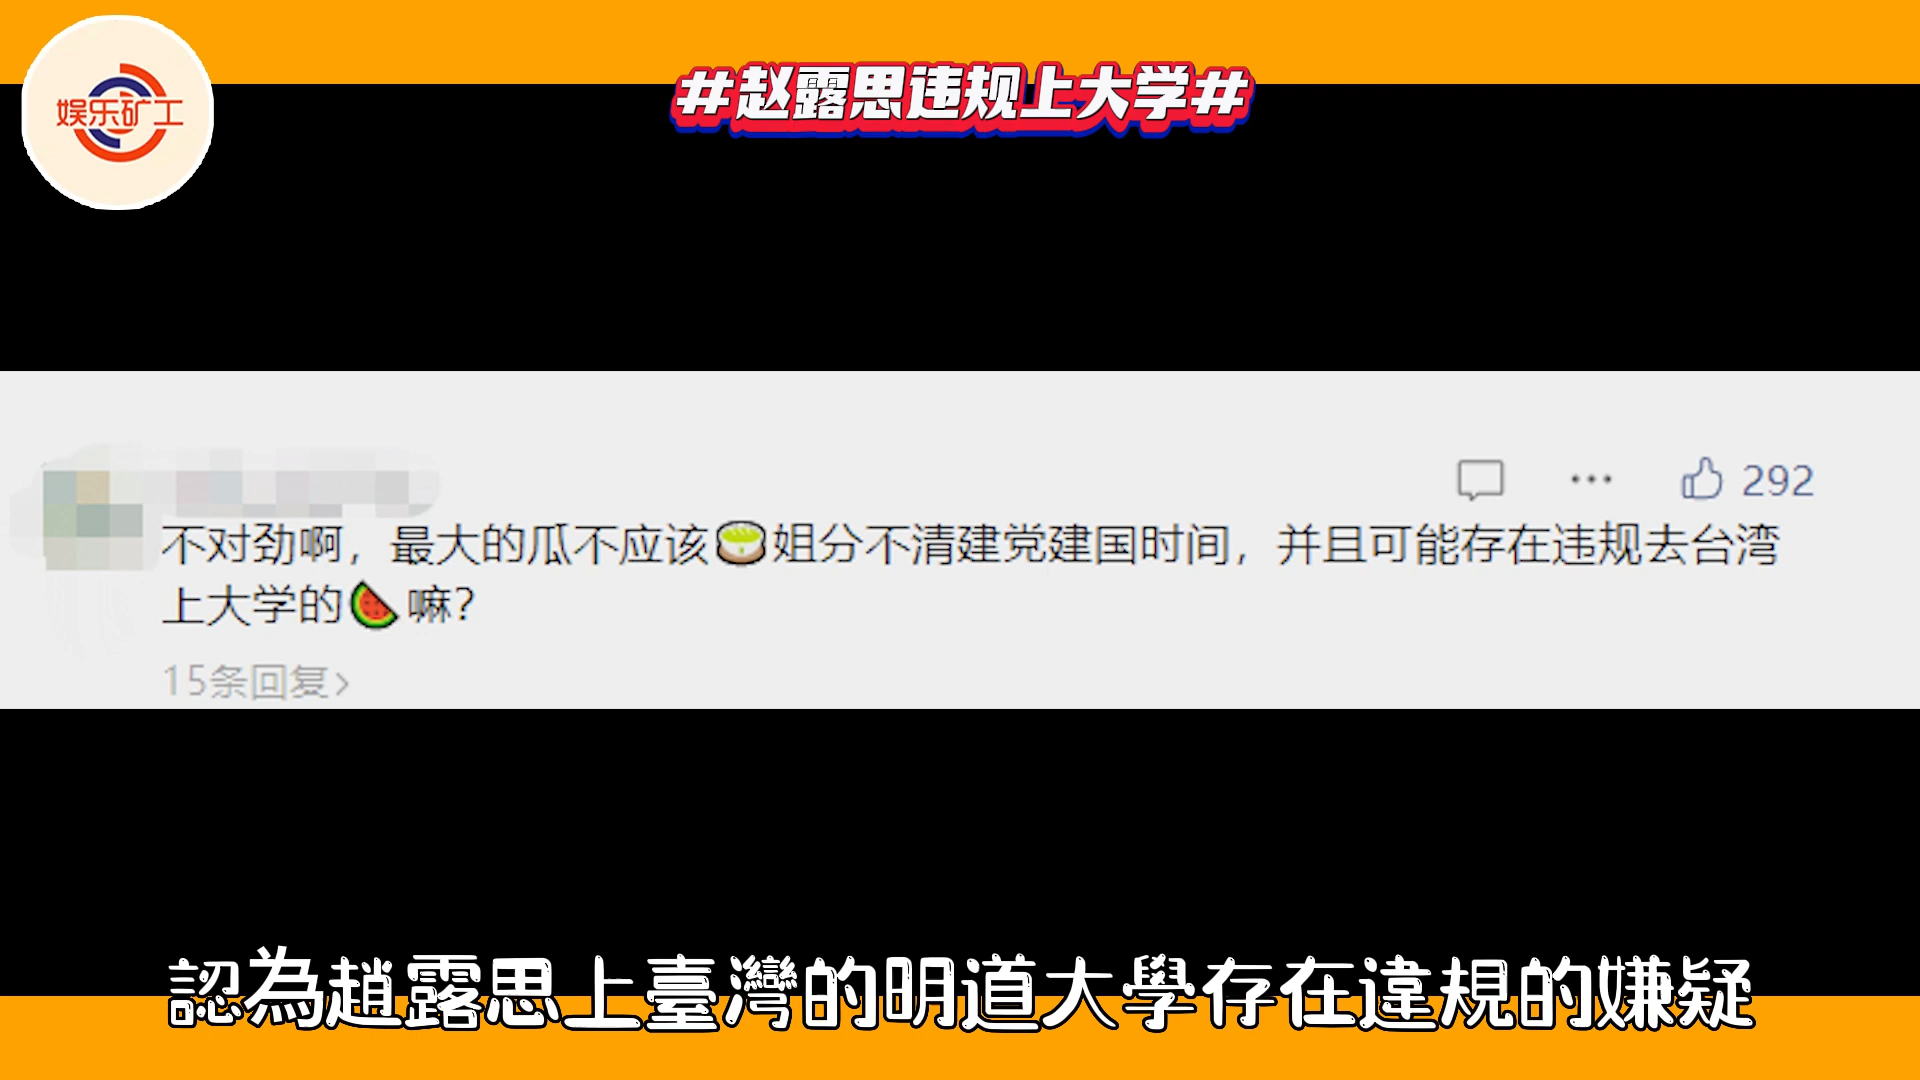 娱乐矿工
#赵露思违规上大学#
292
不对劲啊，最大的瓜不应该🍵姐分不清建党建国时间，并且可能存在违规去台湾
上大学的🍉嘛？
15条回复>
認為趙露思上臺灣的明道大學存在違規的嫌疑